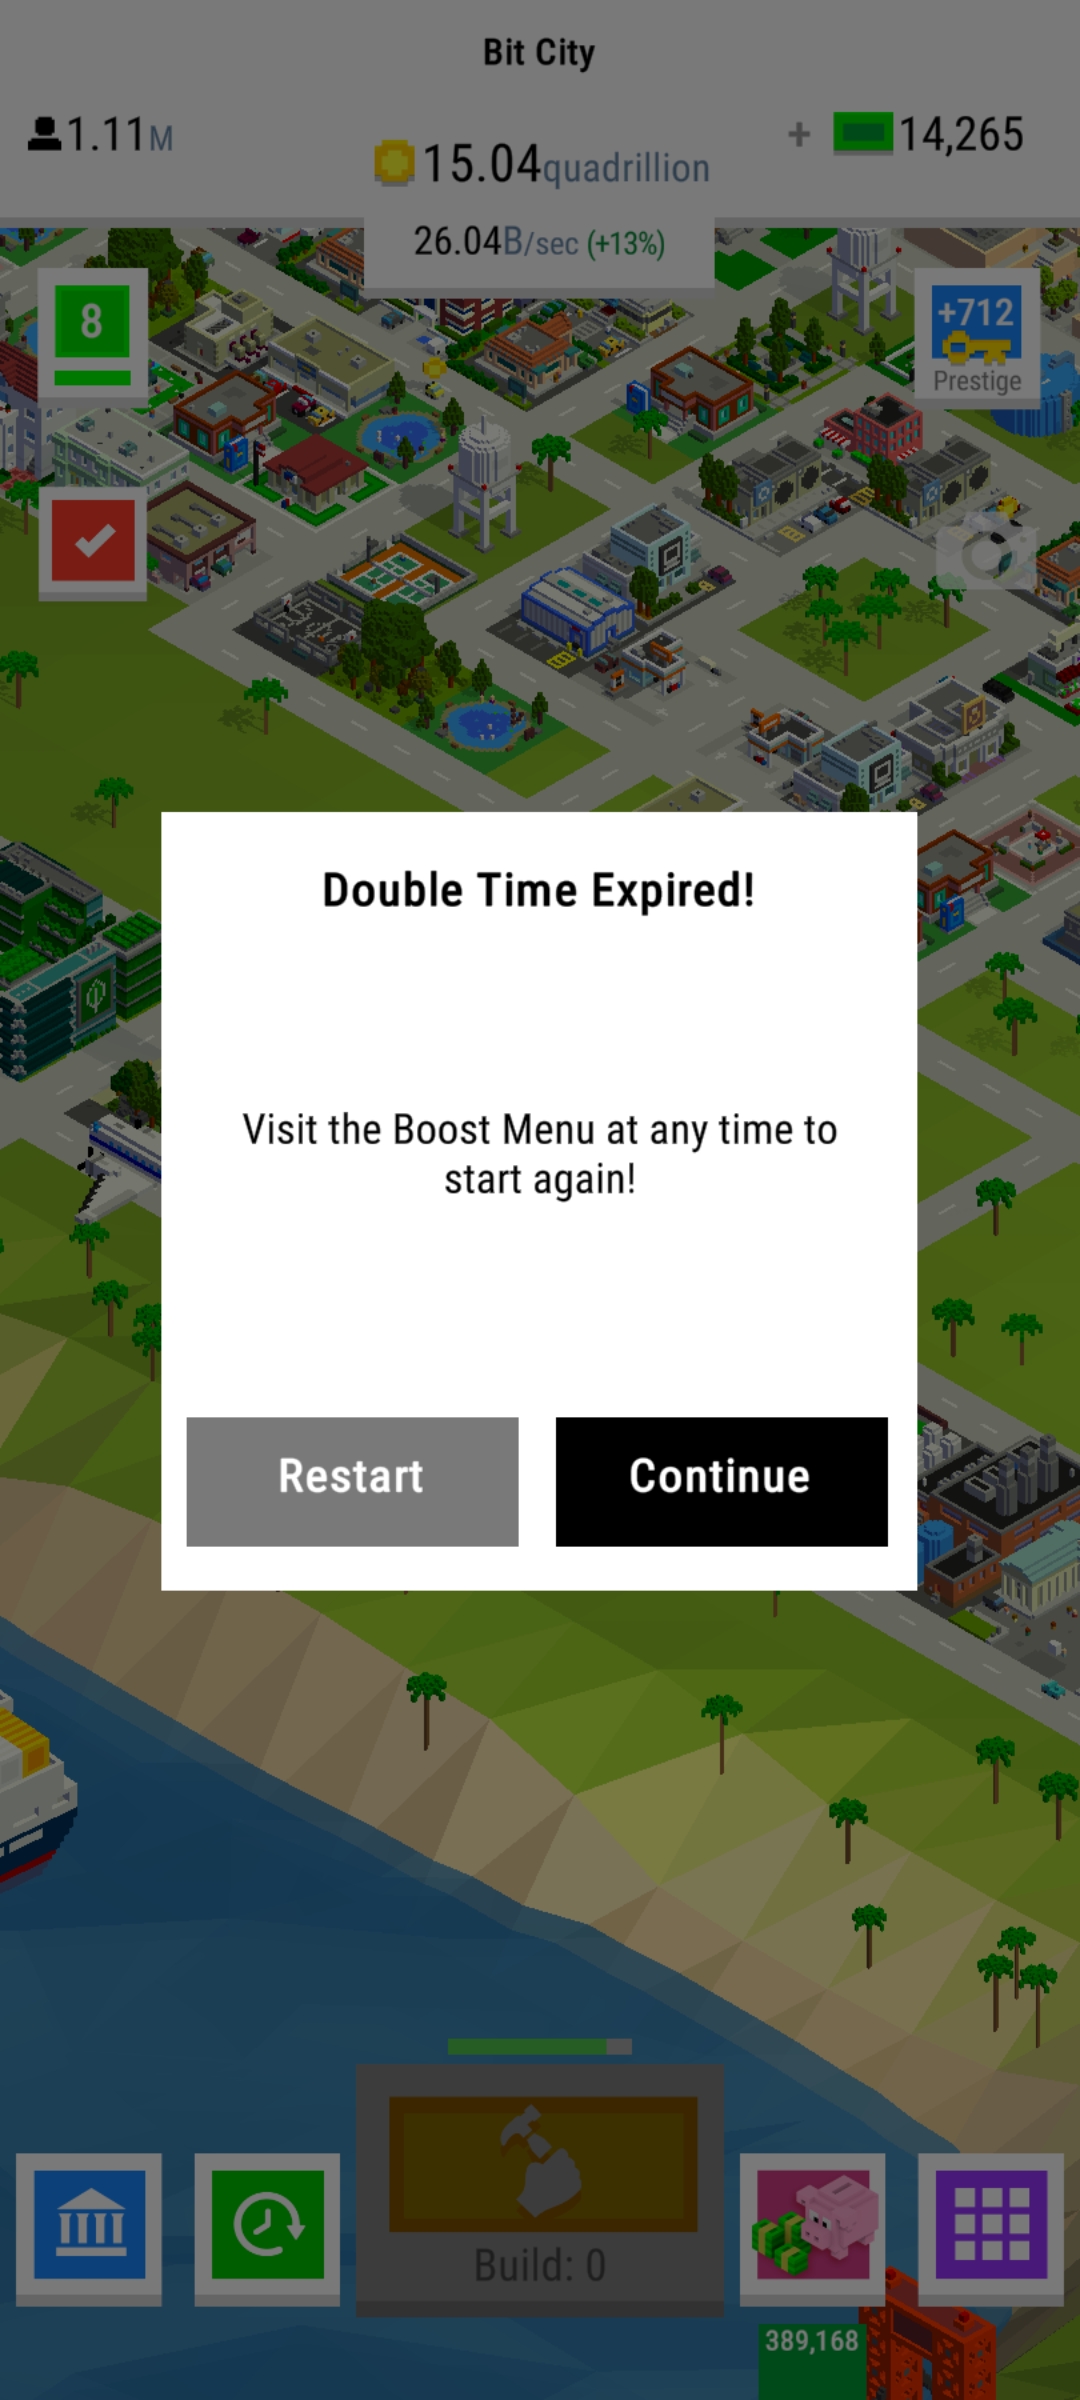 Bit City
1.11M
15.04quadrillion
+ 14,265
26.04B/sec (+13%)
8
+712
Prestige
Double Time Expired!
Visit the Boost Menu at any time to
start again!
Restart
Continue
Build: 0
389,168